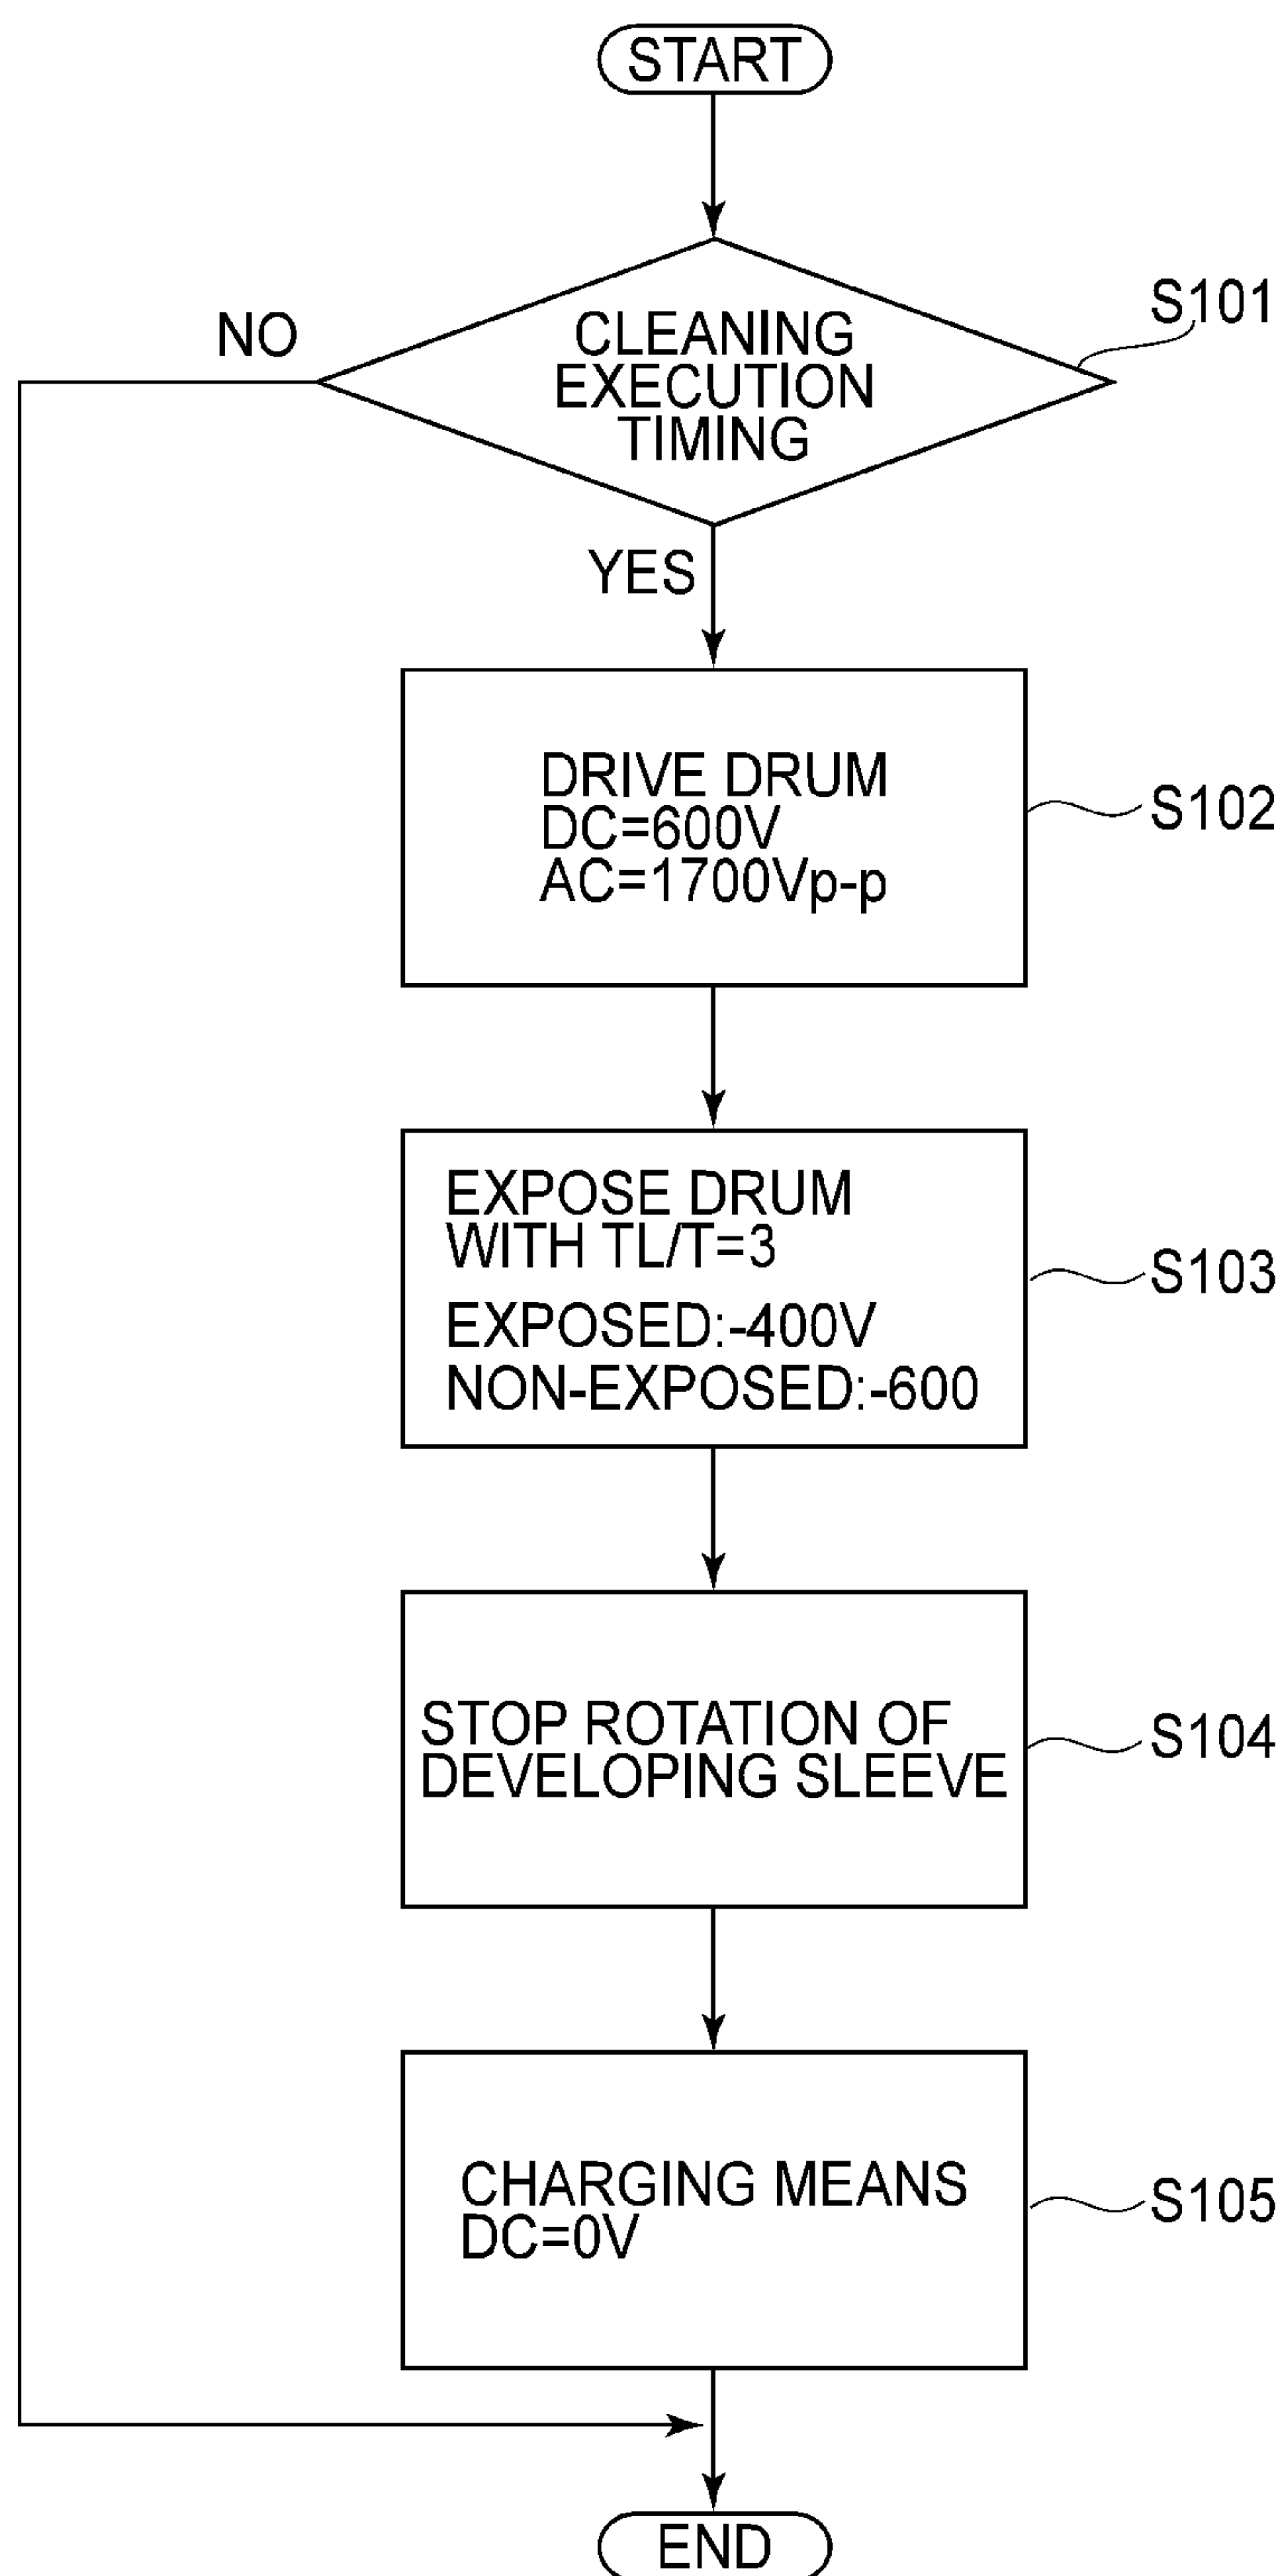 START
NO
CLEANING
EXECUTION
TIMING
S101
YES
DRIVE DRUM
DC=600V
AC=1700Vp-p
S102
EXPOSE DRUM
WITH TL/T=3
EXPOSED:-400V
NON-EXPOSED:-600
S103
STOP ROTATION OF
DEVELOPING SLEEVE
S104
CHARGING MEANS
DC=0V
S105
END